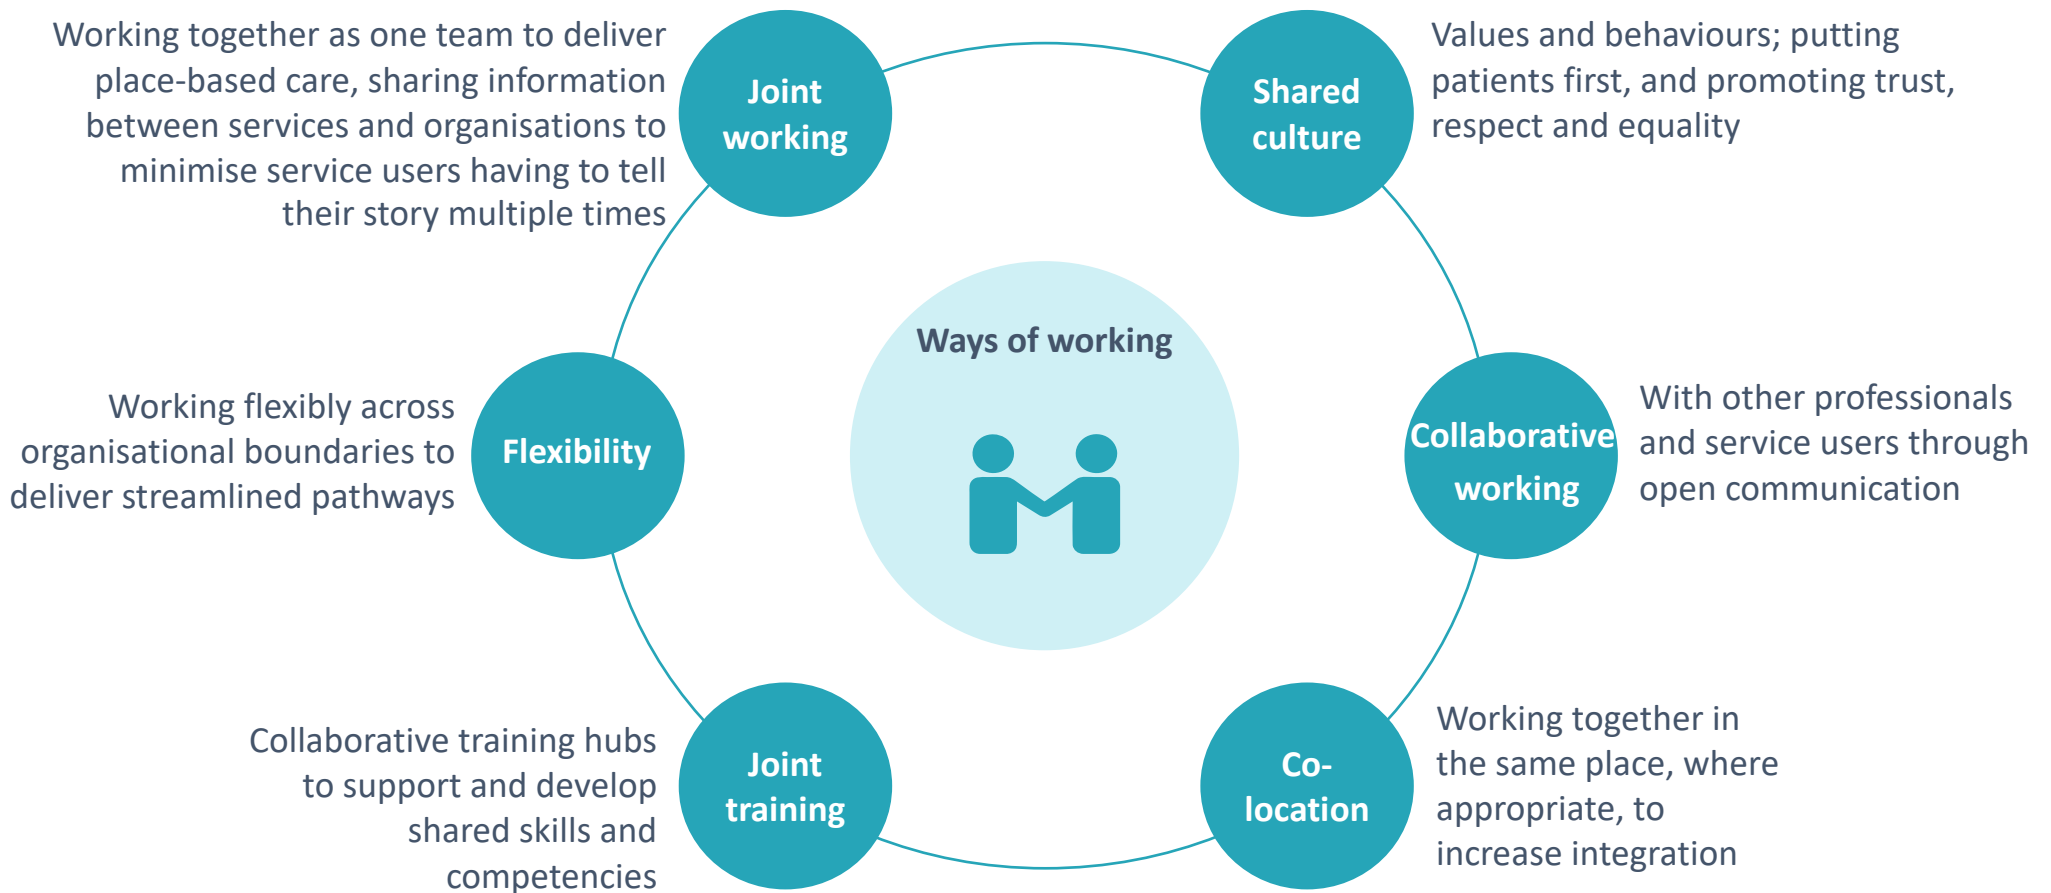 Working together as one team to deliver
place-based care, sharing information
between services and organisations to
minimise service users having to tell
their story multiple times
Joint
working
Shared
culture
Values and behaviours; putting
patients first, and promoting trust,
respect and equality
Ways of working
Working flexibly across
organisational boundaries to
deliver streamlined pathways
Flexibility
Collaborative
working
With other professionals
and service users through
open communication
Collaborative training hubs
to support and develop
shared skills and
competencies
Joint
training
Co-
location
Working together in
the same place, where
appropriate, to
increase integration